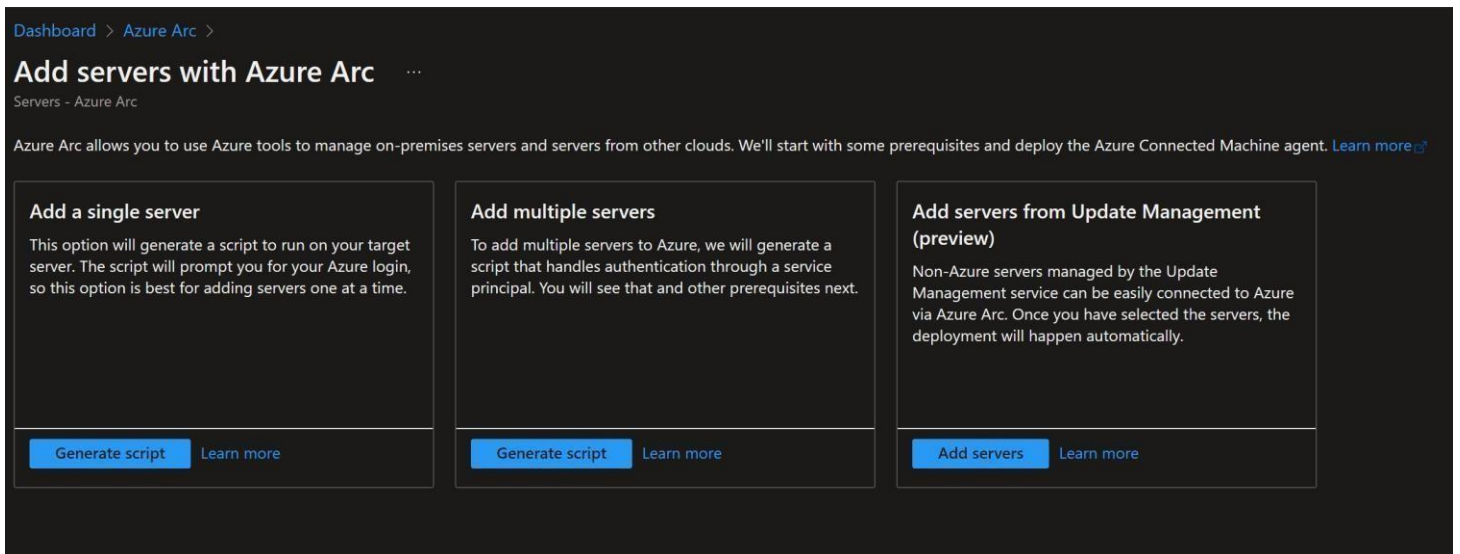 Dashboard > Azure Arc >
Add servers with Azure Arc ...
Servers - Azure Arc
Azure Arc allows you to use Azure tools to manage on-premises servers and servers from other clouds. We'll start with some prerequisites and deploy the Azure Connected Machine agent. Learn more
Add a single server
This option will generate a script to run on your target
server. The script will prompt you for your Azure login,
so this option is best for adding servers one at a time.
Generate script Learn more
Add multiple servers
To add multiple servers to Azure, we will generate a
script that handles authentication through a service
principal. You will see that and other prerequisites next.
Generate script Learn more
Add servers from Update Management
(preview)
Non-Azure servers managed by the Update
Management service can be easily connected to Azure
via Azure Arc. Once you have selected the servers, the
deployment will happen automatically.
Add servers Learn more